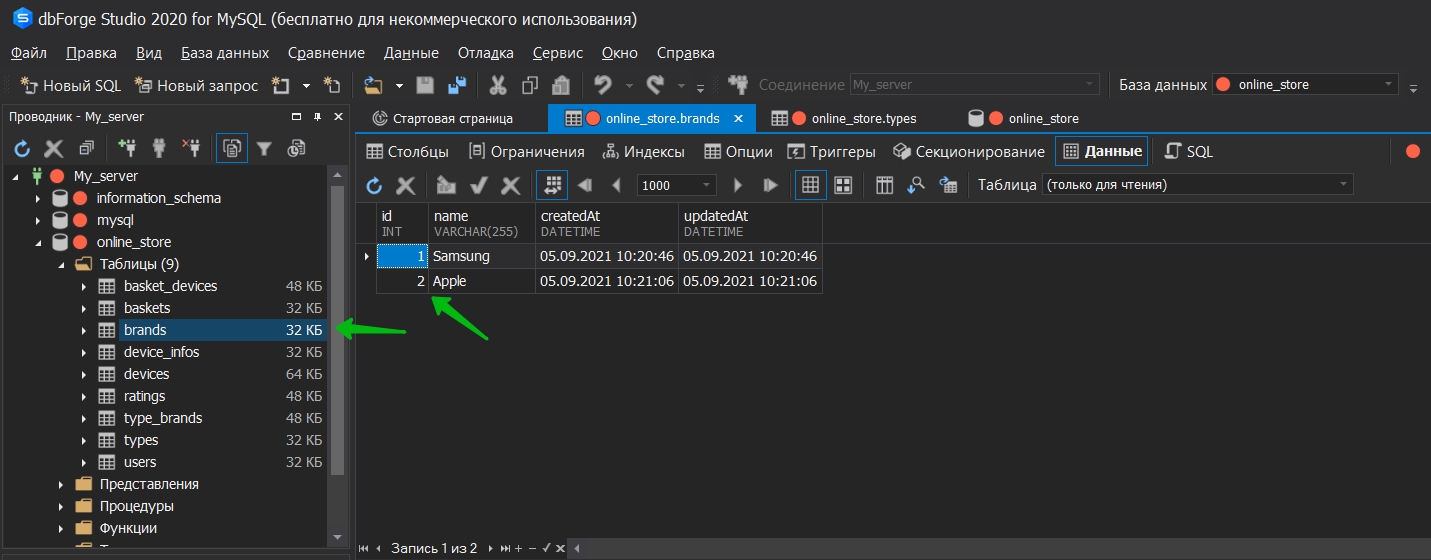 dbForge Studio 2020 for MySQL (бесплатно для некоммерческого использования)
Файл Правка Вид База данных Сравнение Данные Отладка Сервис Окно Справка
Новый SQL Новый запрос Соединение My_server База данных online_store
Проводник - My_server
Стартовая страница online_store.brands online_store.types online_store
Столбцы Ограничения Индексы Опции Триггеры Секционирование Данные SQL
1000 Таблица (только для чтения)
My_server
information_schema
mysql
online_store
Таблицы (9)
basket_devices 48 КБ
baskets 32 КБ
brands 32 КБ
device_infos 32 КБ
devices 64 КБ
ratings 48 КБ
type_brands 48 КБ
types 32 КБ
users 32 КБ
Представления
Процедуры
Функции
id name createdAt updatedAt
INT VARCHAR(255) DATETIME DATETIME
1 Samsung 05.09.2021 10:20:46 05.09.2021 10:20:46
2 Apple 05.09.2021 10:21:06 05.09.2021 10:21:06
Запись 1 из 2